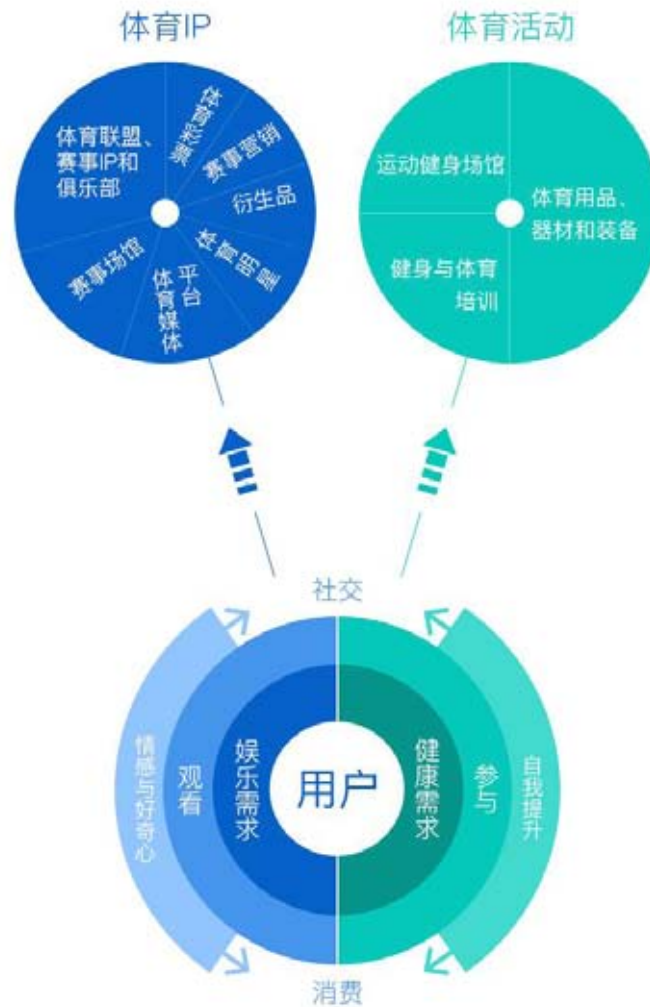 体育IP
体育活动
体育联盟、
赛事IP和
俱乐部
体育彩票
赛事营销
衍生品
体育明星
平台
体育媒体
赛事场馆
运动健身场馆
体育用品、
器材和装备
健身与体育
培训
社交
情感与好奇心
观看
娱乐需求
用户
健康需求
参与
自我提升
消费